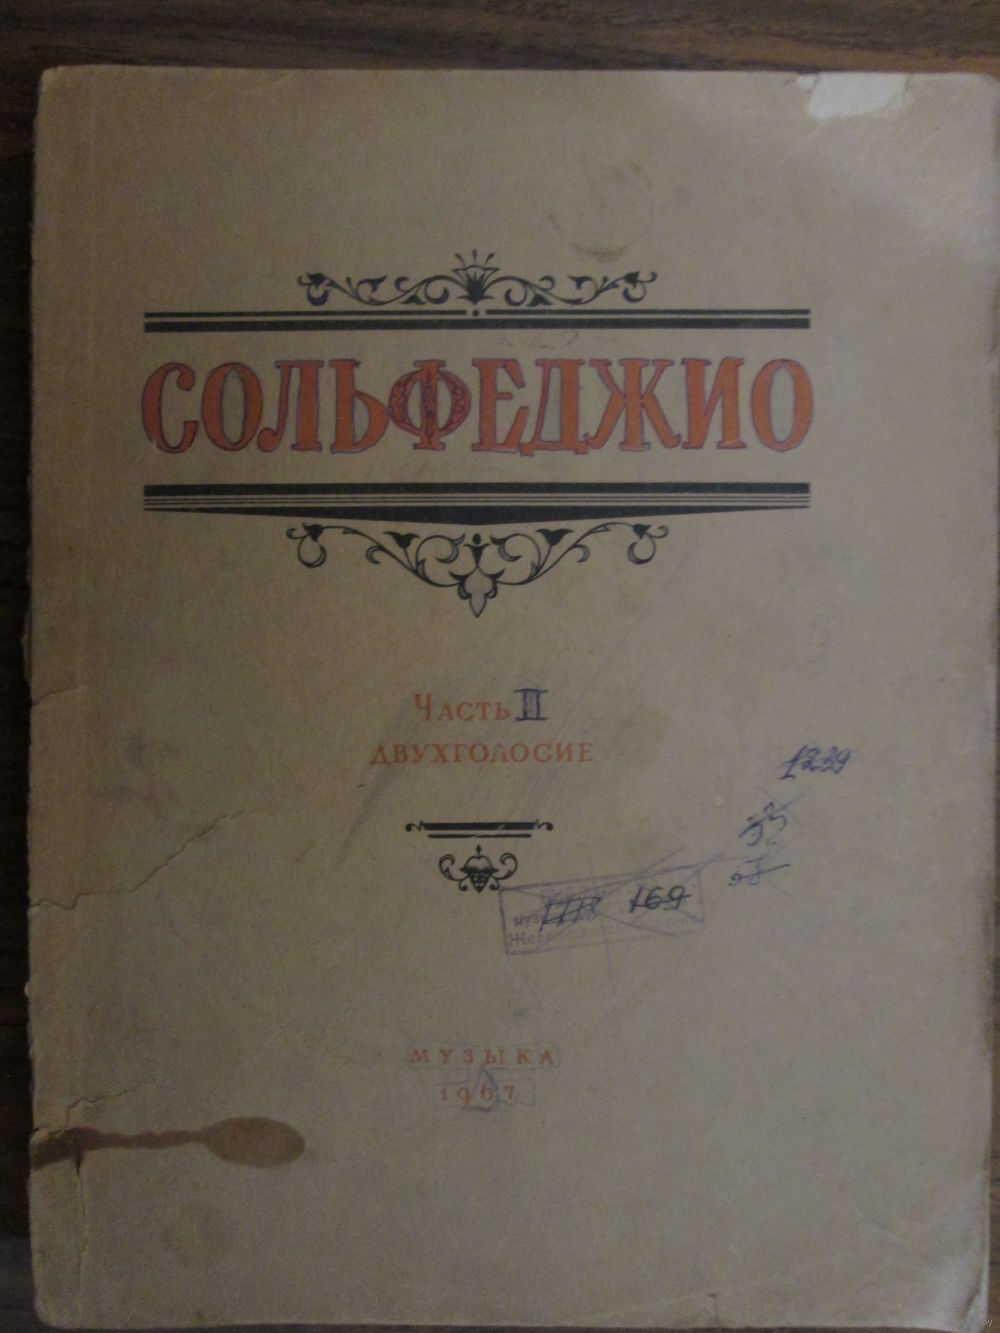 СОЛЬФЕДЖИО
ЧАСТЬ II
ДВУХГОЛОСИЕ
1239
169
МУЗЫКА
1967